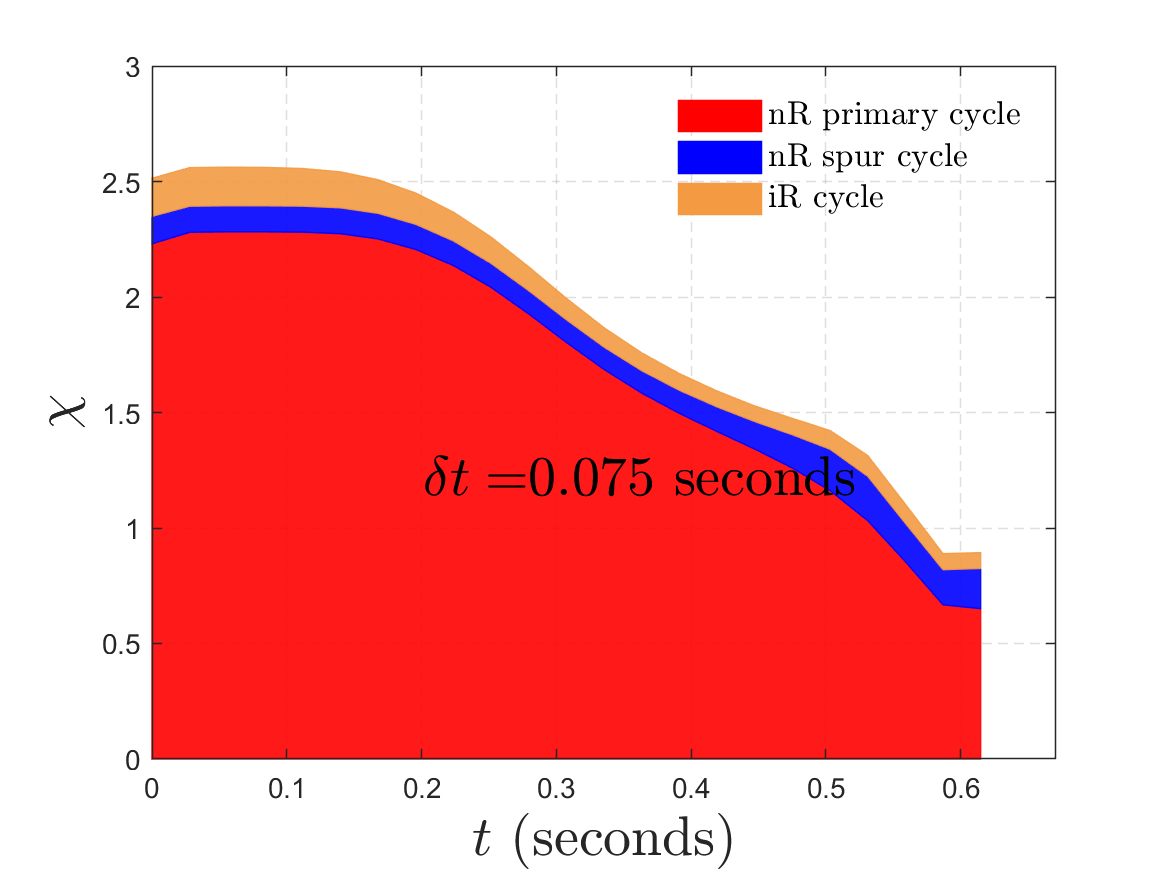 3
2.5
2
1.5
1
0.5
0
χ
nR primary cycle
nR spur cycle
iR cycle
δt =0.075 seconds
0 0.1 0.2 0.3 0.4 0.5 0.6
t (seconds)